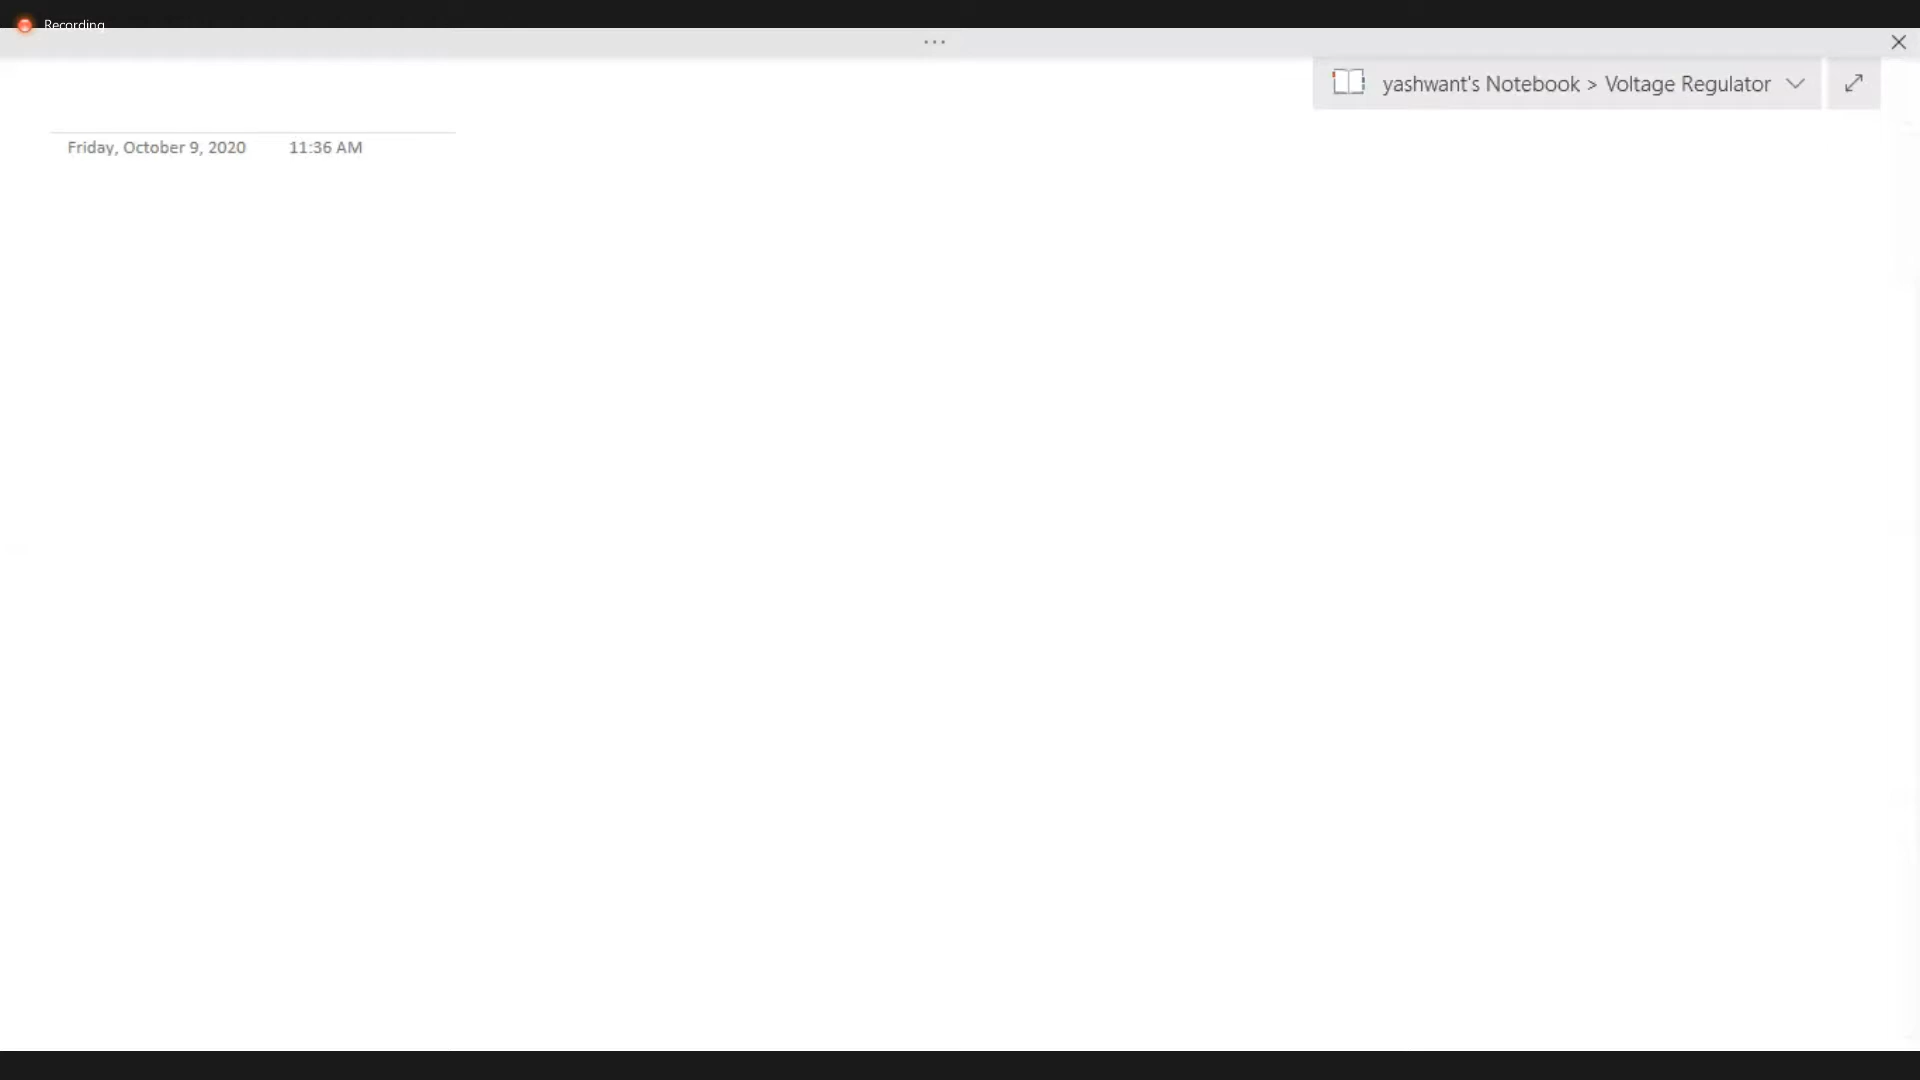 Recording
...
yashwant's Notebook > Voltage Regulator
Friday, October 9, 2020 11:36 AM